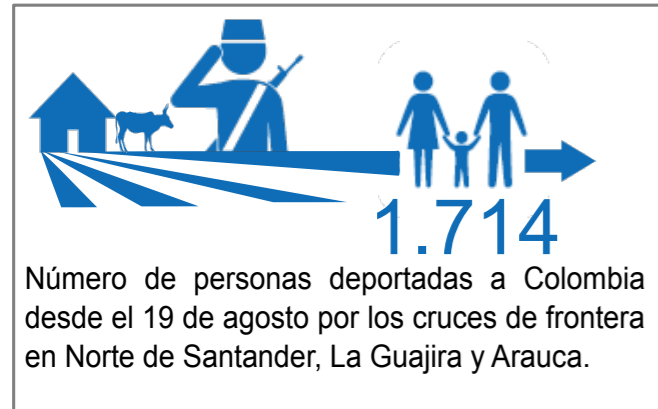 1.714
Número de personas deportadas a Colombia
desde el 19 de agosto por los cruces de frontera
en Norte de Santander, La Guajira y Arauca.